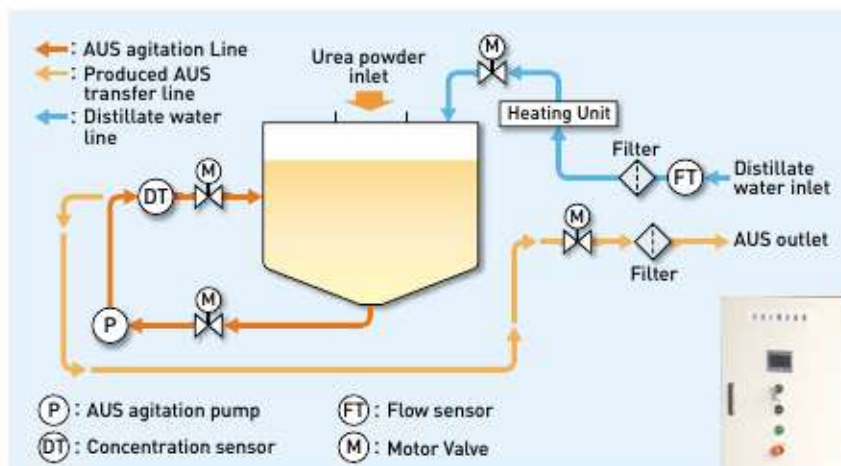 : AUS agitation Line
: Produced AUS
transfer line
: Distillate water
line
Urea powder
inlet
M
Heating Unit
Filter
FT
Distillate
water inlet
DT
M
M
AUS outlet
Filter
M
P
P : AUS agitation pump
FT : Flow sensor
DT : Concentration sensor
M : Motor Valve